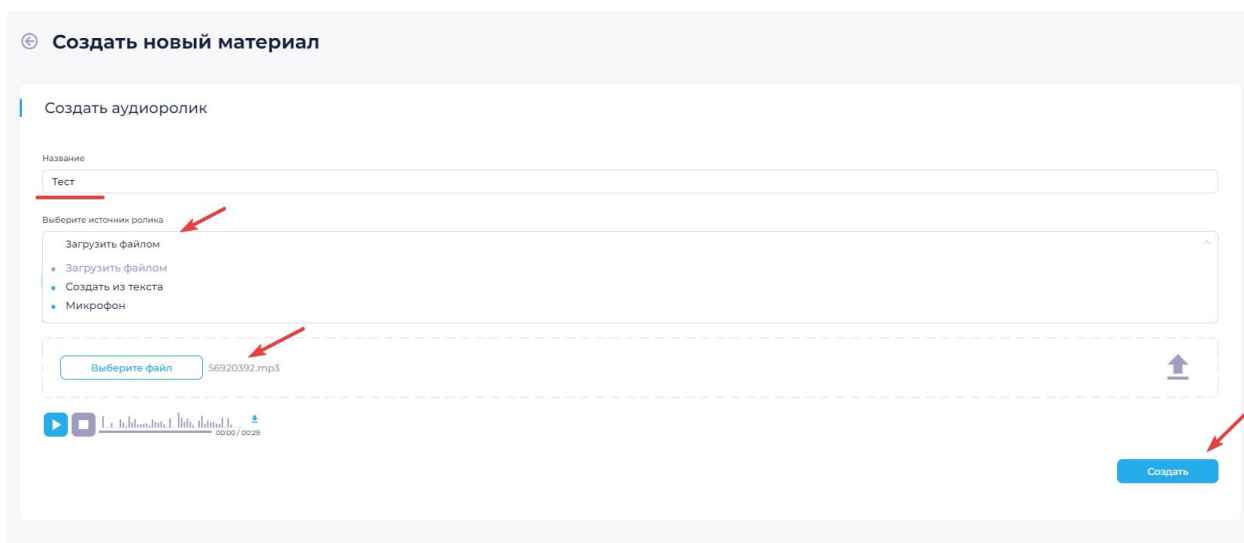 Создать новый материал
Создать аудиоролик
Название
Тест
Выберите источник ролика
Загрузить файлом
Загрузить файлом
Создать из текста
Микрофон
Выберите файл 56920392.mp3
00:00 / 00:29
Создать